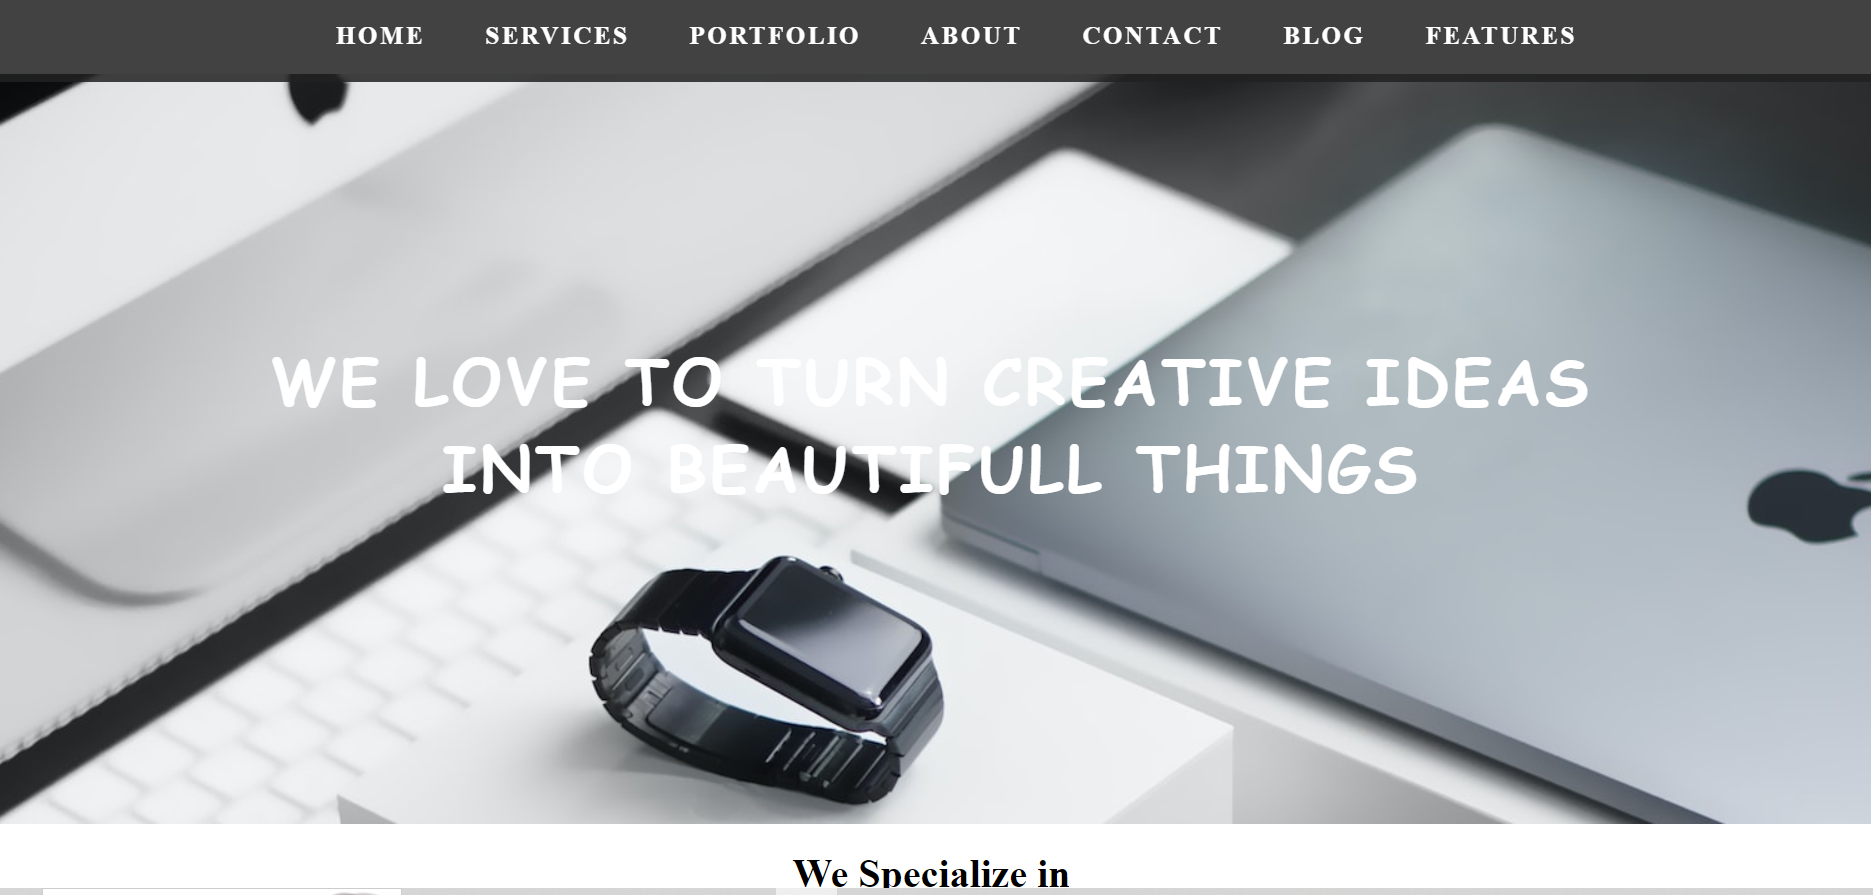 HOME SERVICES PORTFOLIO ABOUT CONTACT BLOG FEATURES
WE LOVE TO TURN CREATIVE IDEAS
INTO BEAUTIFULL THINGS
We Specialize in